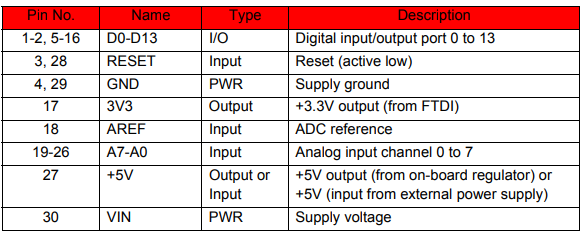 Pin No. Name Type Description
1-2, 5-16 D0-D13 I/O Digital input/output port 0 to 13
3, 28 RESET Input Reset (active low)
4, 29 GND PWR Supply ground
17 3V3 Output +3.3V output (from FTDI)
18 AREF Input ADC reference
19-26 A7-A0 Input Analog input channel 0 to 7
27 +5V Output or +5V output (from on-board regulator) or
Input +5V (input from external power supply)
30 VIN PWR Supply voltage